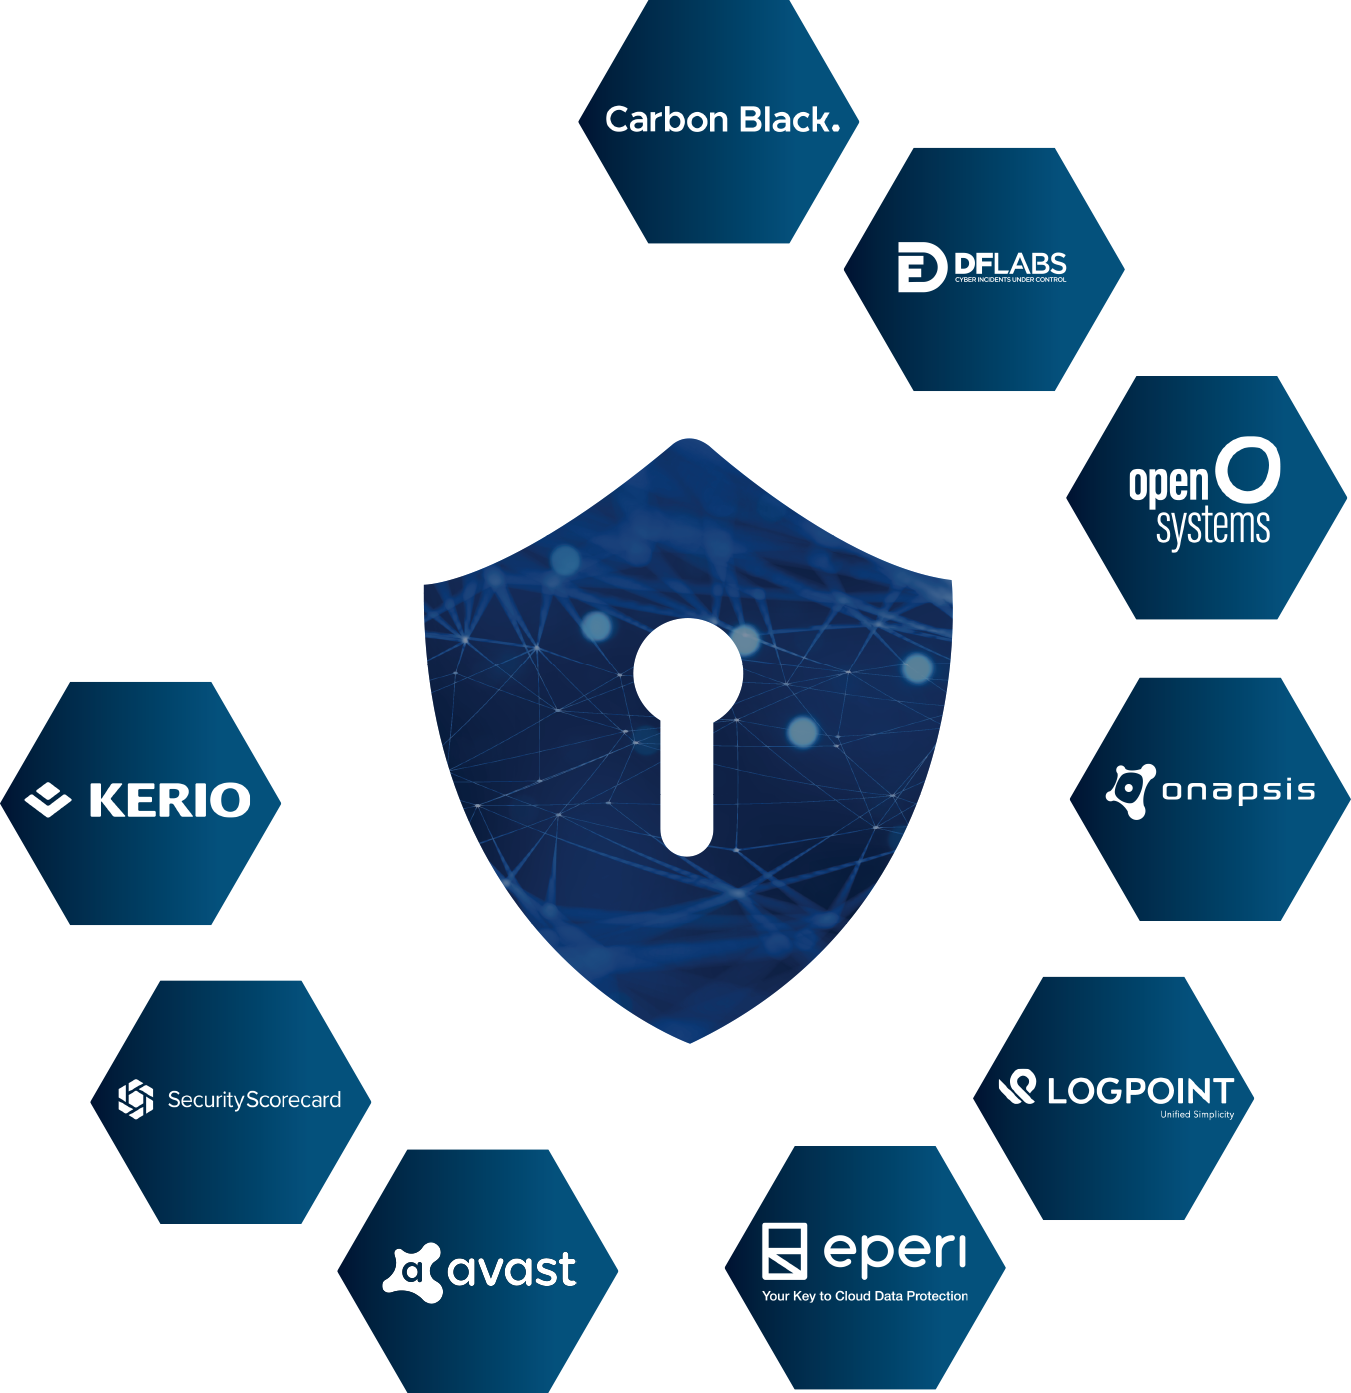 Carbon Black.
DFLABS
CYBER INCIDENTS UNDER CONTROL
open
systems
onapsis
KERIO
LOGPOINT
Unified Simplicity
SecurityScorecard
eperi
Your Key to Cloud Data Protection
a avast